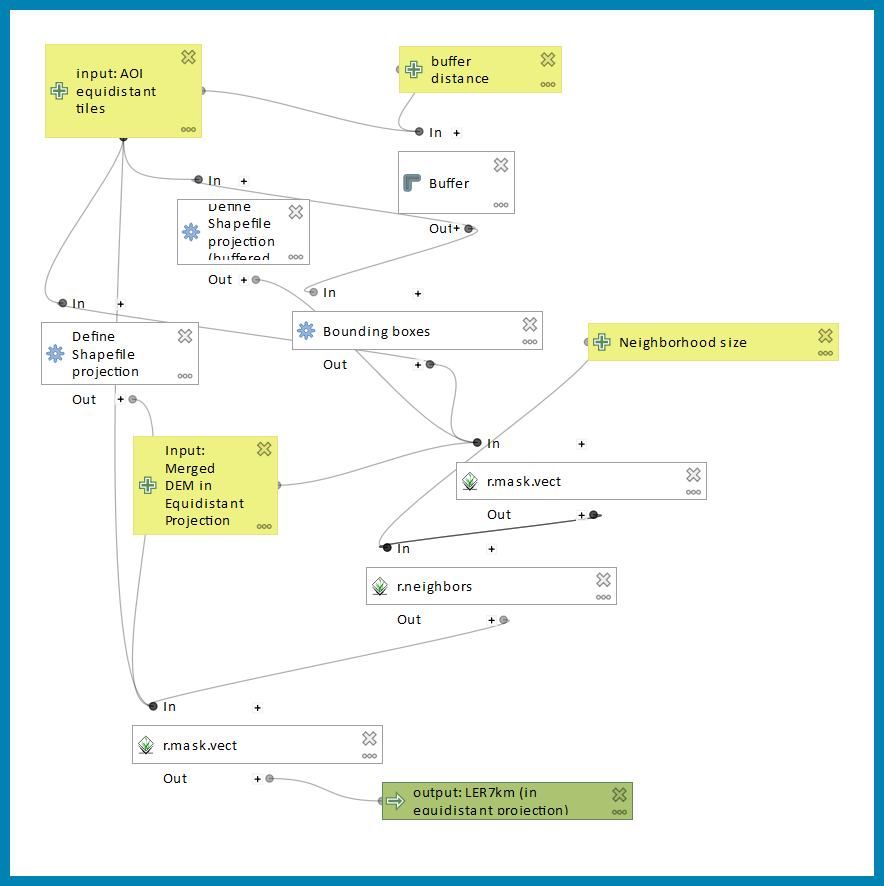 input: AOI
equidistant
tiles
buffer
distance
In +
Buffer
Out+
In +
Define
Shapefile
projection
(buffered
Out +
In +
Bounding boxes
Out +
In +
Define
Shapefile
projection
Out +
Neighborhood size
Input:
Merged
DEM in
Equidistant
Projection
In +
r.mask.vect
Out +
In +
r.neighbors
Out +
In +
r.mask.vect
Out +
output: LER7km (in
equidistant projection)